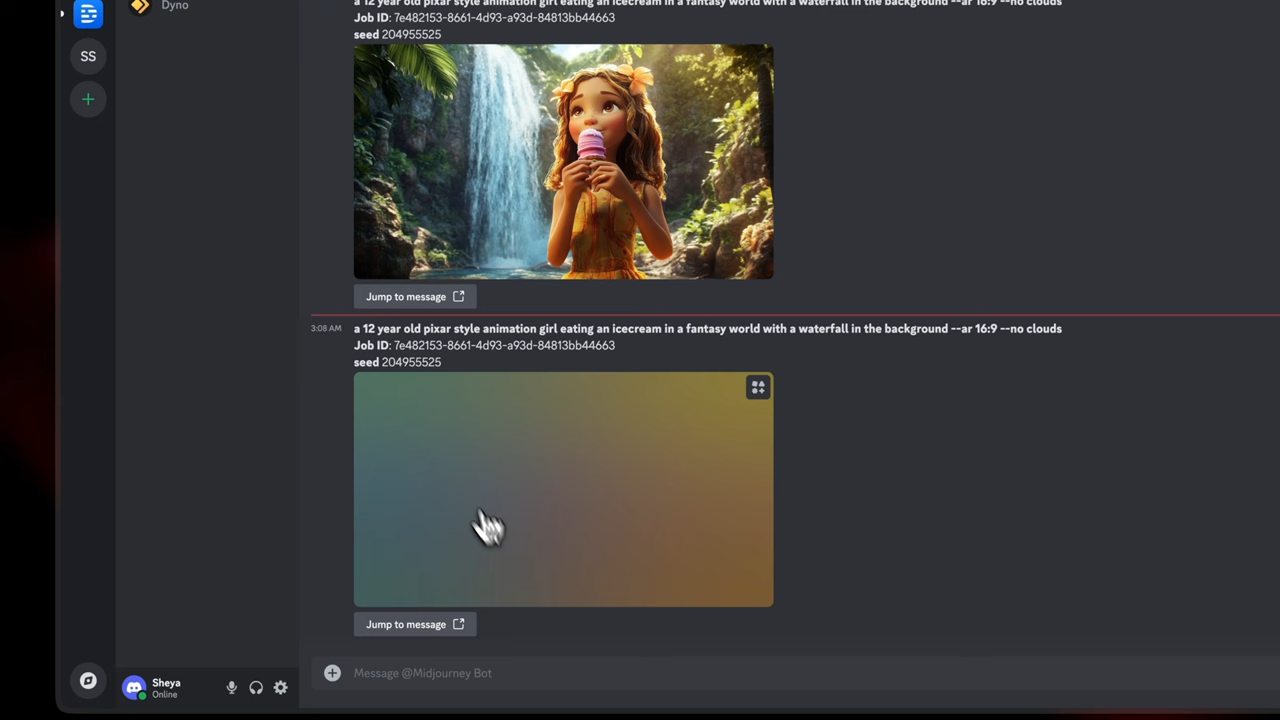 Dyno
SS
a 12 year old pixar style animation girl eating an icecream in a fantasy world with a waterfall in the background --ar 16:9 --no clouds
Job ID: 7e482153-8661-4d93-a93d-84813bb44663
seed 204955525
Jump to message
3:08 AM
a 12 year old pixar style animation girl eating an icecream in a fantasy world with a waterfall in the background --ar 16:9 --no clouds
Job ID: 7e482153-8661-4d93-a93d-84813bb44663
seed 204955525
Jump to message
Message @Midjourney Bot
Sheya
Online